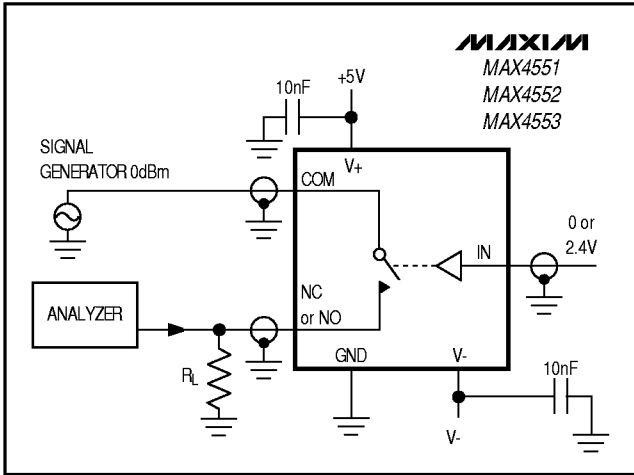 MAXIM
MAX4551
MAX4552
MAX4553
+5V
10nF
SIGNAL
GENERATOR 0dBm
V+
COM
0 or
2.4V
IN
NC
or NO
ANALYZER
RL
GND
V-
10nF
V-